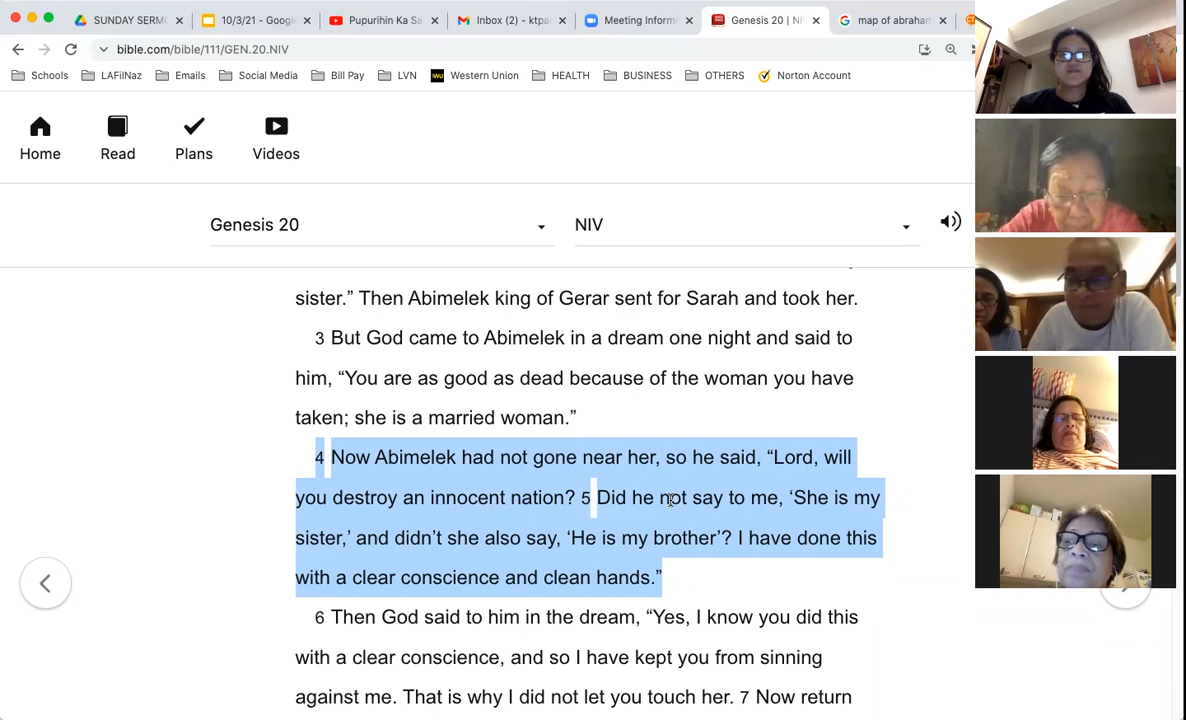 SUNDAY SERM
10/3/21 - Googl
Pupurihin Ka Sa
Inbox (2) - ktpa
Meeting Inform
Genesis 20 | NIV
map of abraham
bible.com/bible/111/GEN.20.NIV
Schools LAFilNaz Emails Social Media Bill Pay LVN WU Western Union HEALTH BUSINESS OTHERS Norton Account
Home Read Plans Videos
Genesis 20 NIV
sister.” Then Abimelek king of Gerar sent for Sarah and took her.
3 But God came to Abimelek in a dream one night and said to
him, “You are as good as dead because of the woman you have
taken; she is a married woman.”
4 Now Abimelek had not gone near her, so he said, “Lord, will
you destroy an innocent nation? 5 Did he not say to me, ‘She is my
sister,’ and didn’t she also say, ‘He is my brother’? I have done this
with a clear conscience and clean hands.”
6 Then God said to him in the dream, “Yes, I know you did this
with a clear conscience, and so I have kept you from sinning
against me. That is why I did not let you touch her. 7 Now return